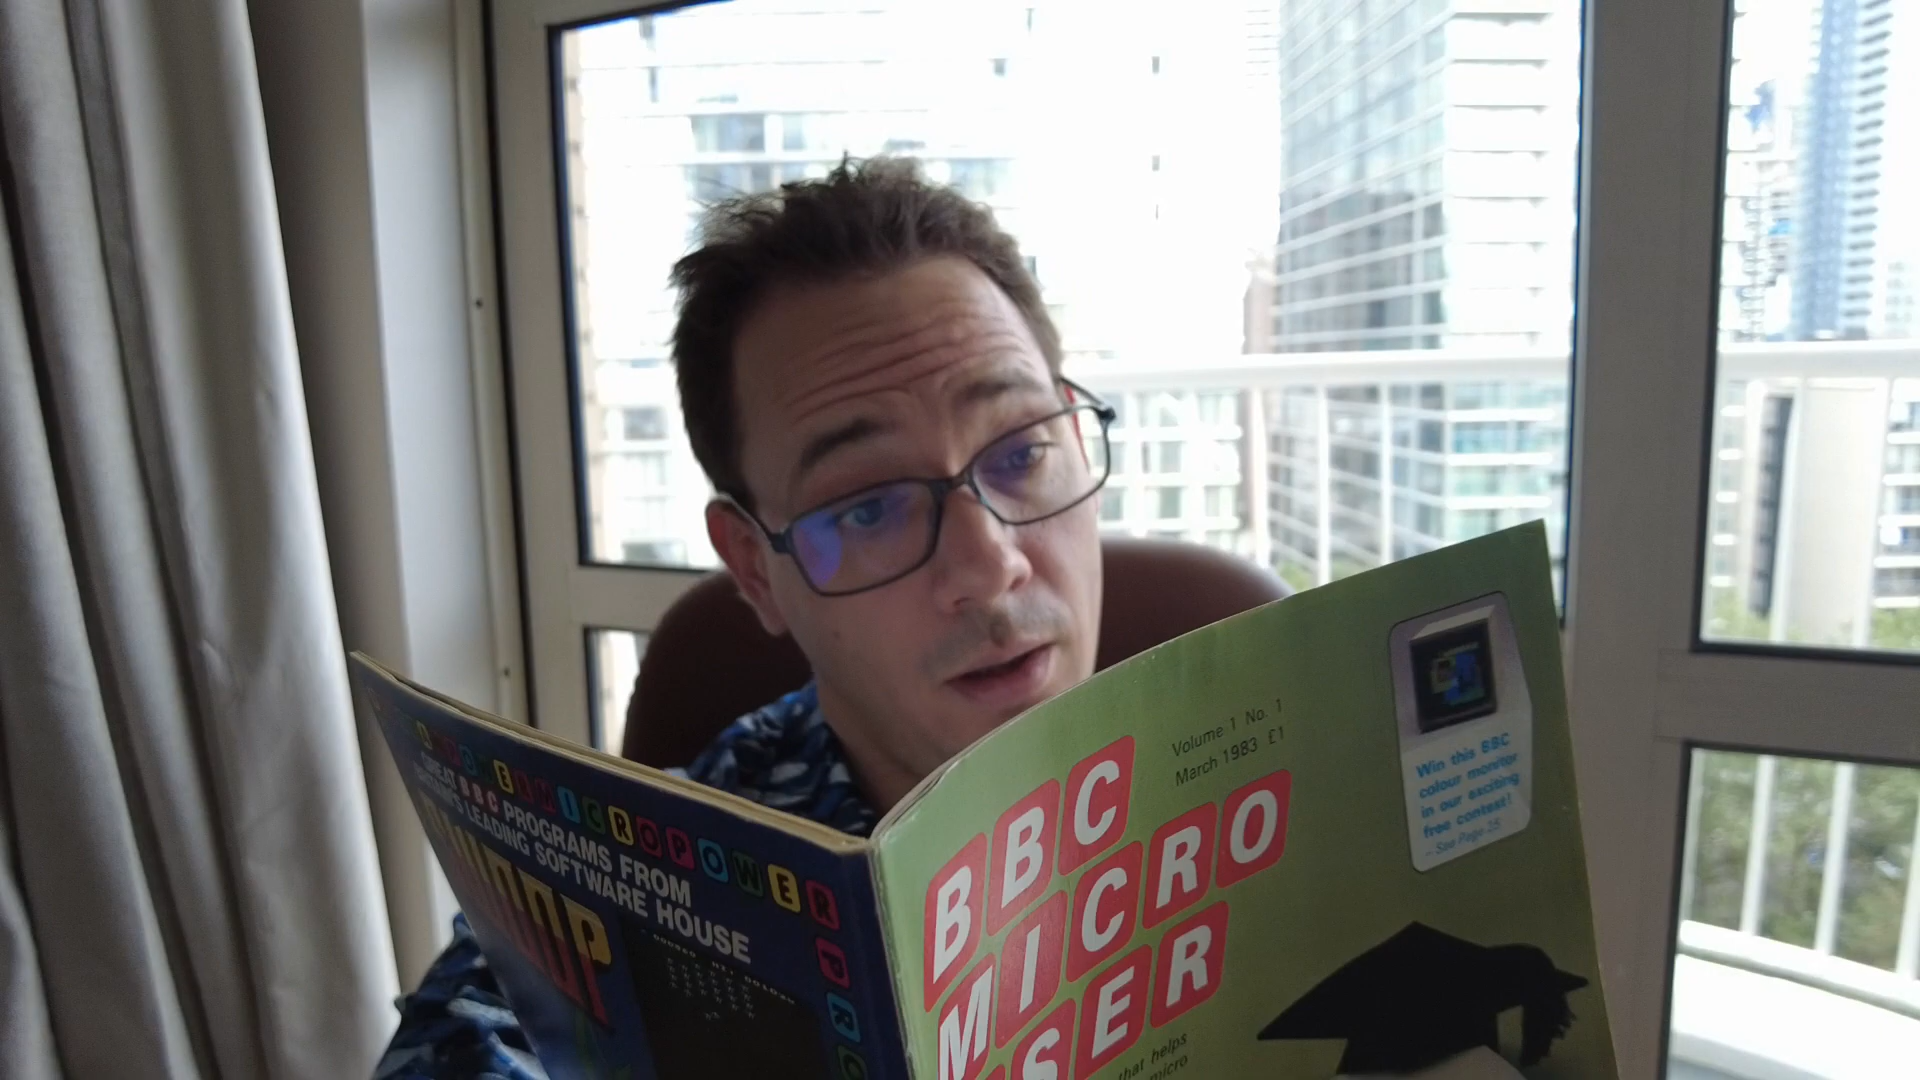 MICROPOWER
GREAT BBC PROGRAMS FROM
BRITAIN'S LEADING SOFTWARE HOUSE
Volume 1 No. 1
March 1983 £1
BBC
MICRO
USER
that helps
micro
Win this BBC
colour monitor
in our exciting
free contest!
– See Page 25